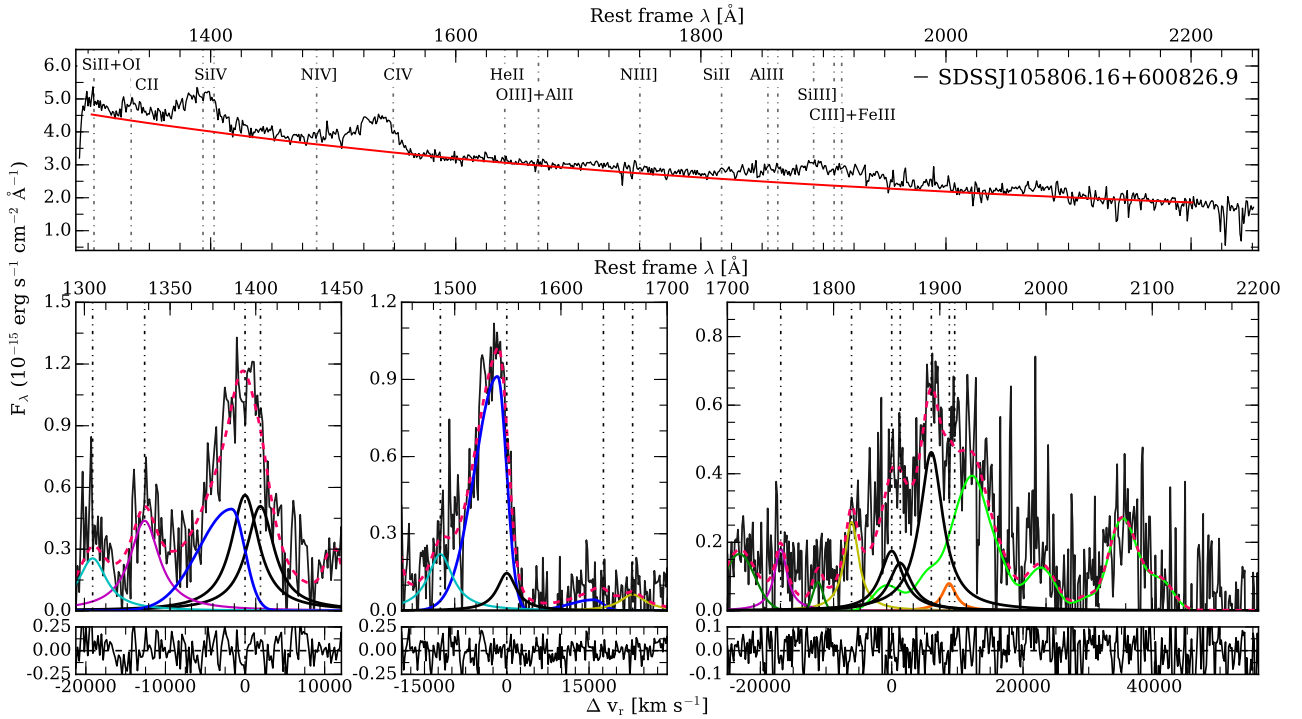 Rest frame λ [Å]
1400 1600 1800 2000 2200
SiII+OI CII SiIV NIV] CIV HeII OIII]+AlII NIII] SiII AlIII SiIII] CIII]+FeIII
— SDSSJ105806.16+600826.9
6.0
5.0
4.0
3.0
2.0
1.0
F_λ (10⁻¹⁵ erg s⁻¹ cm⁻² Å⁻¹)
Rest frame λ [Å]
1300 1350 1400 1450
1500 1600 1700
1700 1800 1900 2000 2100 2200
1.5
1.2
0.9
0.6
0.3
0.0
1.2
0.9
0.6
0.3
0.0
0.8
0.6
0.4
0.2
0.0
0.25
0.00
-0.25
0.25
0.00
-0.25
0.1
0.0
-0.1
-20000 -10000 0 10000
-15000 0 15000
-20000 0 20000 40000
Δ vᵣ [km s⁻¹]